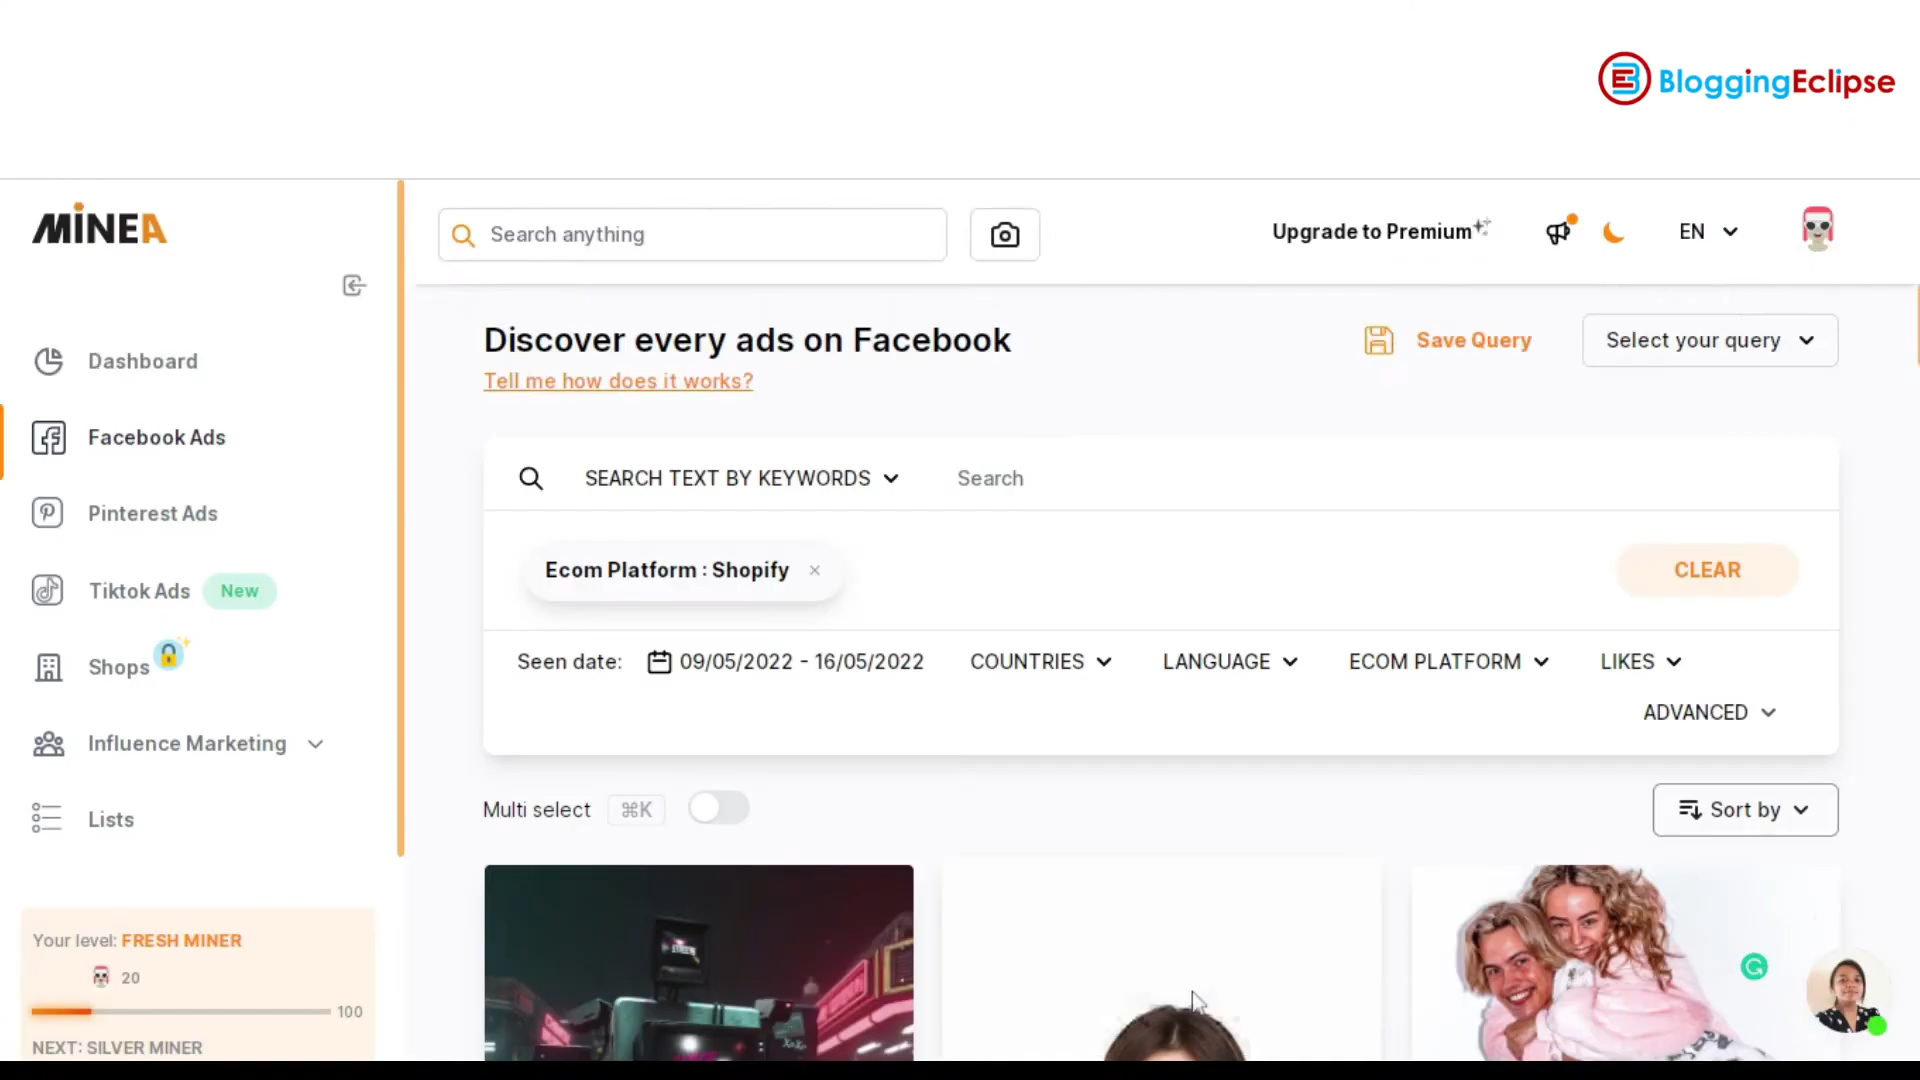 BloggingEclipse
MINEA
Search anything
Upgrade to Premium
EN
Discover every ads on Facebook
Save Query
Select your query
Tell me how does it works?
Dashboard
Facebook Ads
Pinterest Ads
Tiktok Ads New
Shops
Influence Marketing
Lists
SEARCH TEXT BY KEYWORDS Search
Ecom Platform : Shopify ×
CLEAR
Seen date: 09/05/2022 - 16/05/2022 COUNTRIES LANGUAGE ECOM PLATFORM LIKES
ADVANCED
Multi select ⌘K
Sort by
Your level: FRESH MINER
20
100
NEXT: SILVER MINER